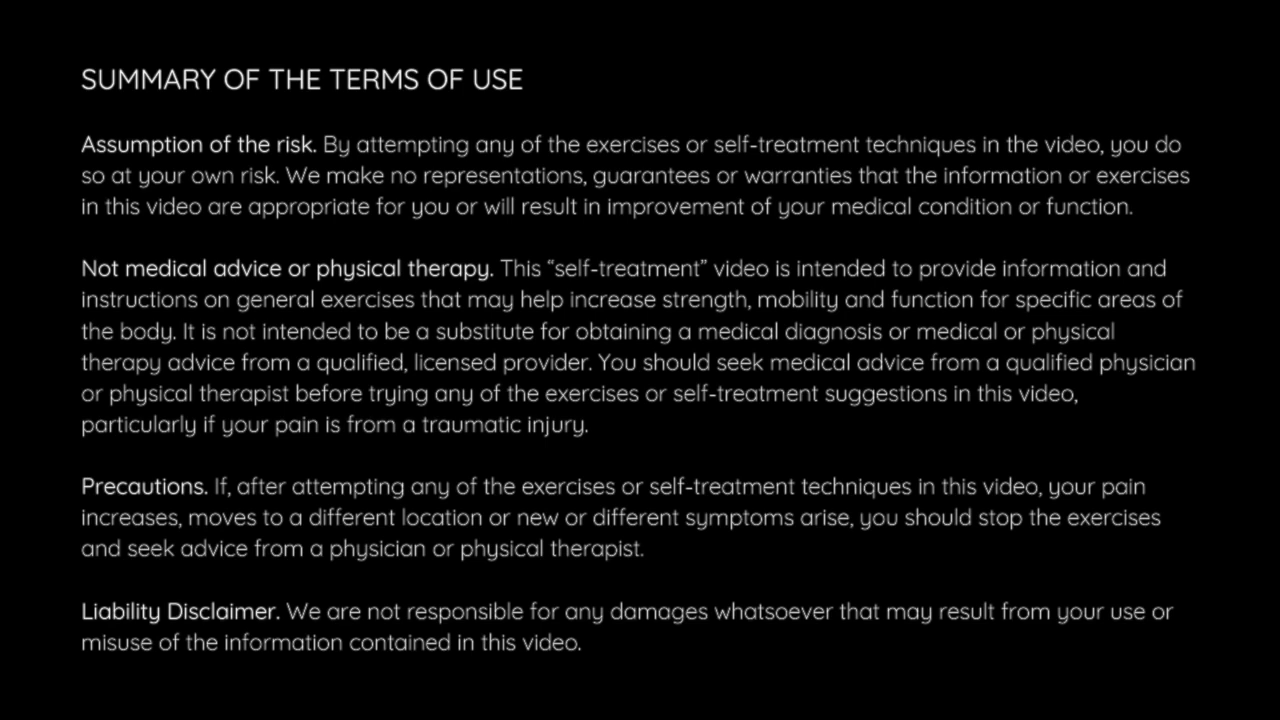 SUMMARY OF THE TERMS OF USE
Assumption of the risk. By attempting any of the exercises or self-treatment techniques in the video, you do
so at your own risk. We make no representations, guarantees or warranties that the information or exercises
in this video are appropriate for you or will result in improvement of your medical condition or function.
Not medical advice or physical therapy. This “self-treatment” video is intended to provide information and
instructions on general exercises that may help increase strength, mobility and function for specific areas of
the body. It is not intended to be a substitute for obtaining a medical diagnosis or medical or physical
therapy advice from a qualified, licensed provider. You should seek medical advice from a qualified physician
or physical therapist before trying any of the exercises or self-treatment suggestions in this video,
particularly if your pain is from a traumatic injury.
Precautions. If, after attempting any of the exercises or self-treatment techniques in this video, your pain
increases, moves to a different location or new or different symptoms arise, you should stop the exercises
and seek advice from a physician or physical therapist.
Liability Disclaimer. We are not responsible for any damages whatsoever that may result from your use or
misuse of the information contained in this video.